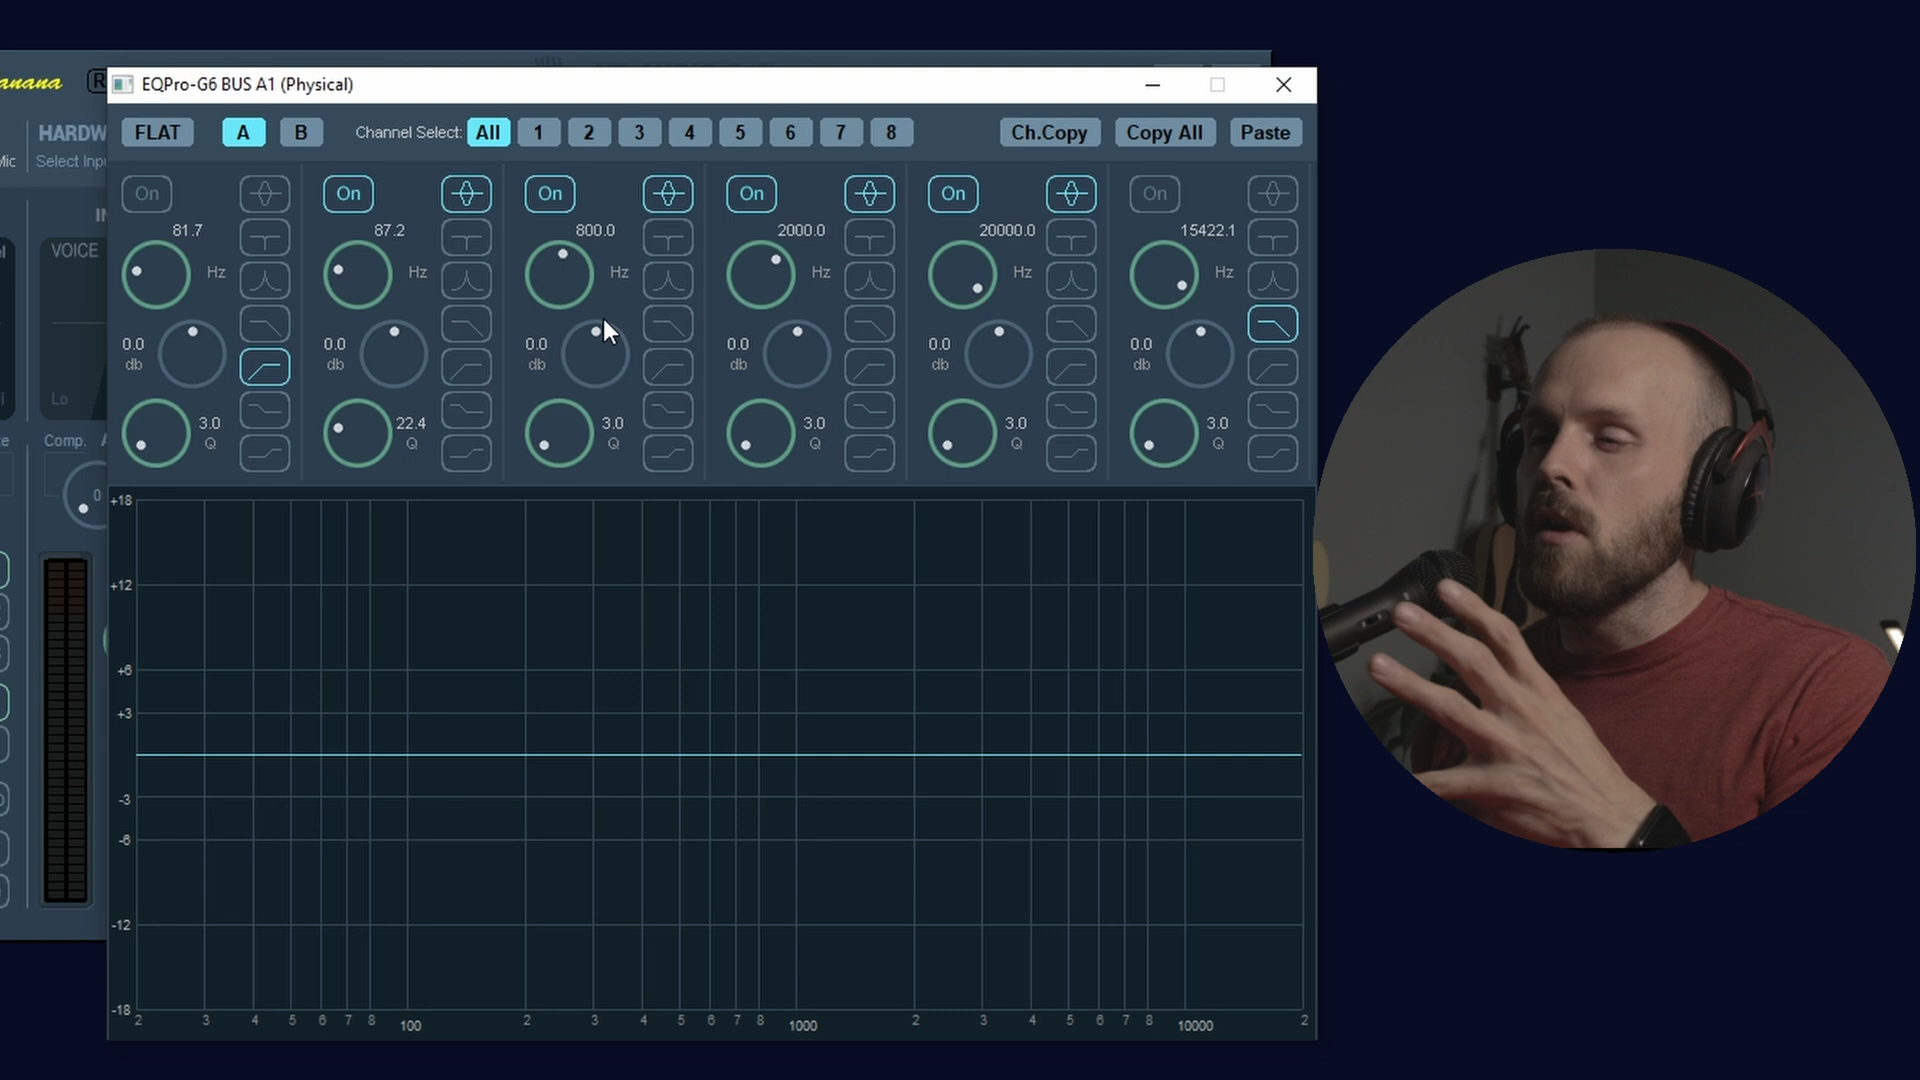 anana
R
EQPro-G6 BUS A1 (Physical)
FLAT A B Channel Select: All 1 2 3 4 5 6 7 8 Ch.Copy Copy All Paste
HARDW
Mic Select Inpu
On On On On On On
IN
81.7 87.2 800.0 2000.0 20000.0 15422.1
VOICE
Hz Hz Hz Hz Hz Hz
0.0 0.0 0.0 0.0 0.0 0.0
db db db db db db
Lo
3.0 22.4 3.0 3.0 3.0 3.0
Q Q Q Q Q Q
Comp. A
0
+18
+12
+6
+3
-3
-6
-12
-18
2 3 4 5 6 7 8 100 2 3 4 5 6 7 8 1000 2 3 4 5 6 7 8 10000 2